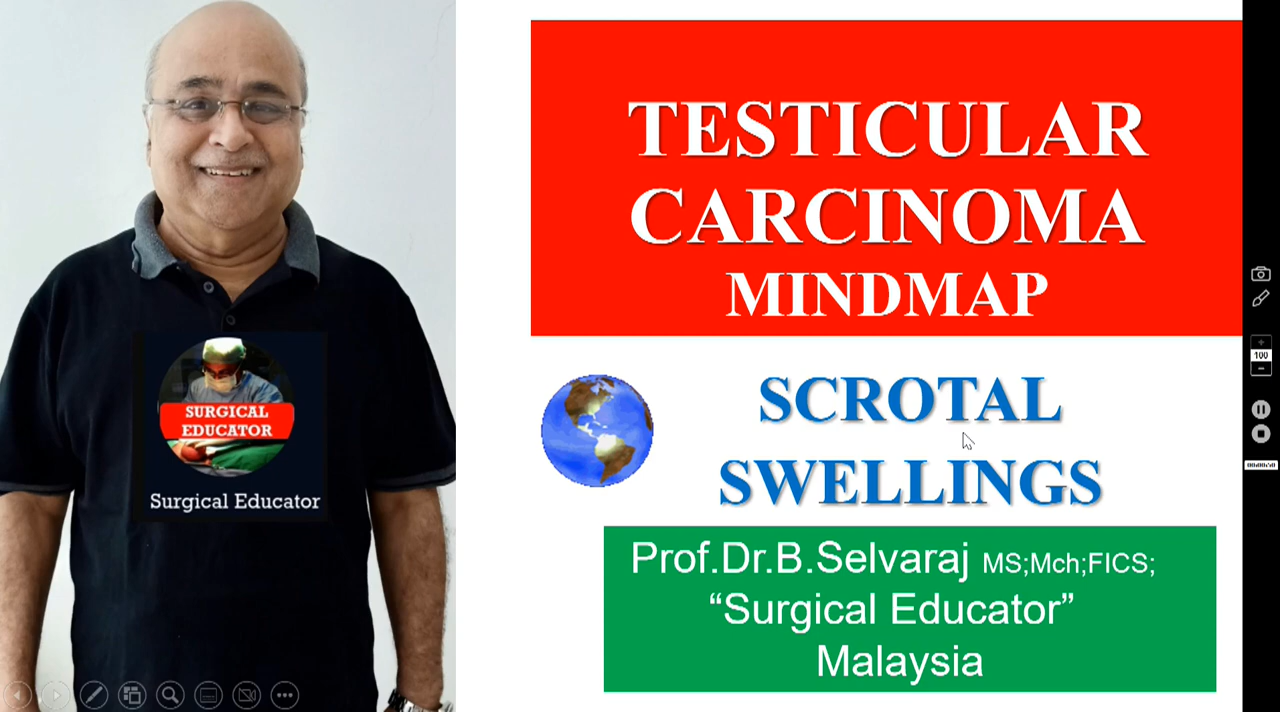 TESTICULAR
CARCINOMA
MINDMAP
SCROTAL
SWELLINGS
SURGICAL
EDUCATOR
Surgical Educator
Prof.Dr.B.Selvaraj MS;Mch;FICS;
“Surgical Educator”
Malaysia
100